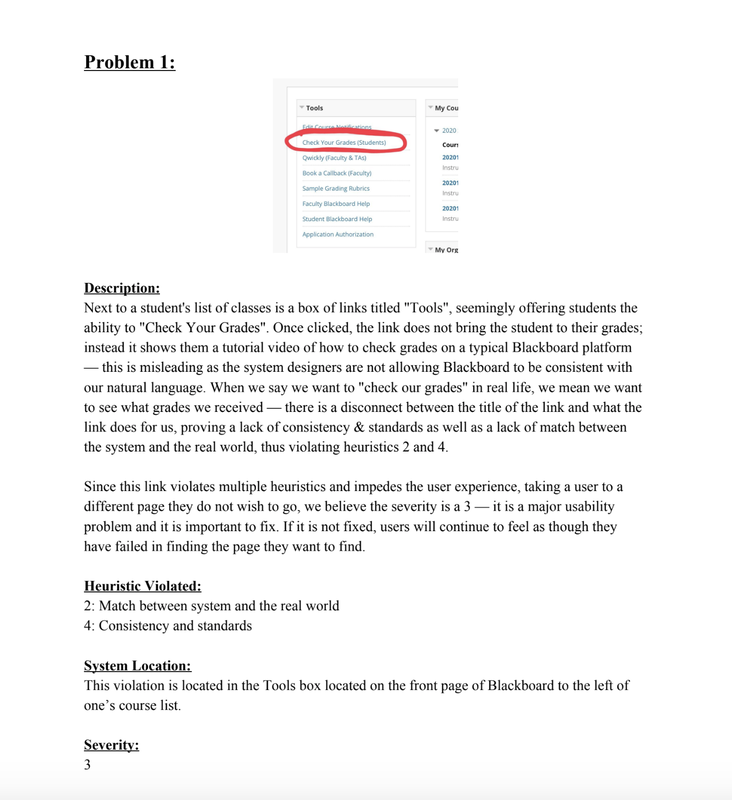 Problem 1:
Tools
My Cou
Edit Course Notifications
2020
Check Your Grades (Students)
Cours
Qwickly (Faculty & TAs)
20201
Instru
Book a Callback (Faculty)
Sample Grading Rubrics
20201
Instru
Faculty Blackboard Help
20201
Student Blackboard Help
Instru
Application Authorization
My Org
Description:
Next to a student's list of classes is a box of links titled "Tools", seemingly offering students the
ability to "Check Your Grades". Once clicked, the link does not bring the student to their grades;
instead it shows them a tutorial video of how to check grades on a typical Blackboard platform
— this is misleading as the system designers are not allowing Blackboard to be consistent with
our natural language. When we say we want to "check our grades" in real life, we mean we want
to see what grades we received — there is a disconnect between the title of the link and what the
link does for us, proving a lack of consistency & standards as well as a lack of match between
the system and the real world, thus violating heuristics 2 and 4.
Since this link violates multiple heuristics and impedes the user experience, taking a user to a
different page they do not wish to go, we believe the severity is a 3 — it is a major usability
problem and it is important to fix. If it is not fixed, users will continue to feel as though they
have failed in finding the page they want to find.
Heuristic Violated:
2: Match between system and the real world
4: Consistency and standards
System Location:
This violation is located in the Tools box located on the front page of Blackboard to the left of
one’s course list.
Severity:
3